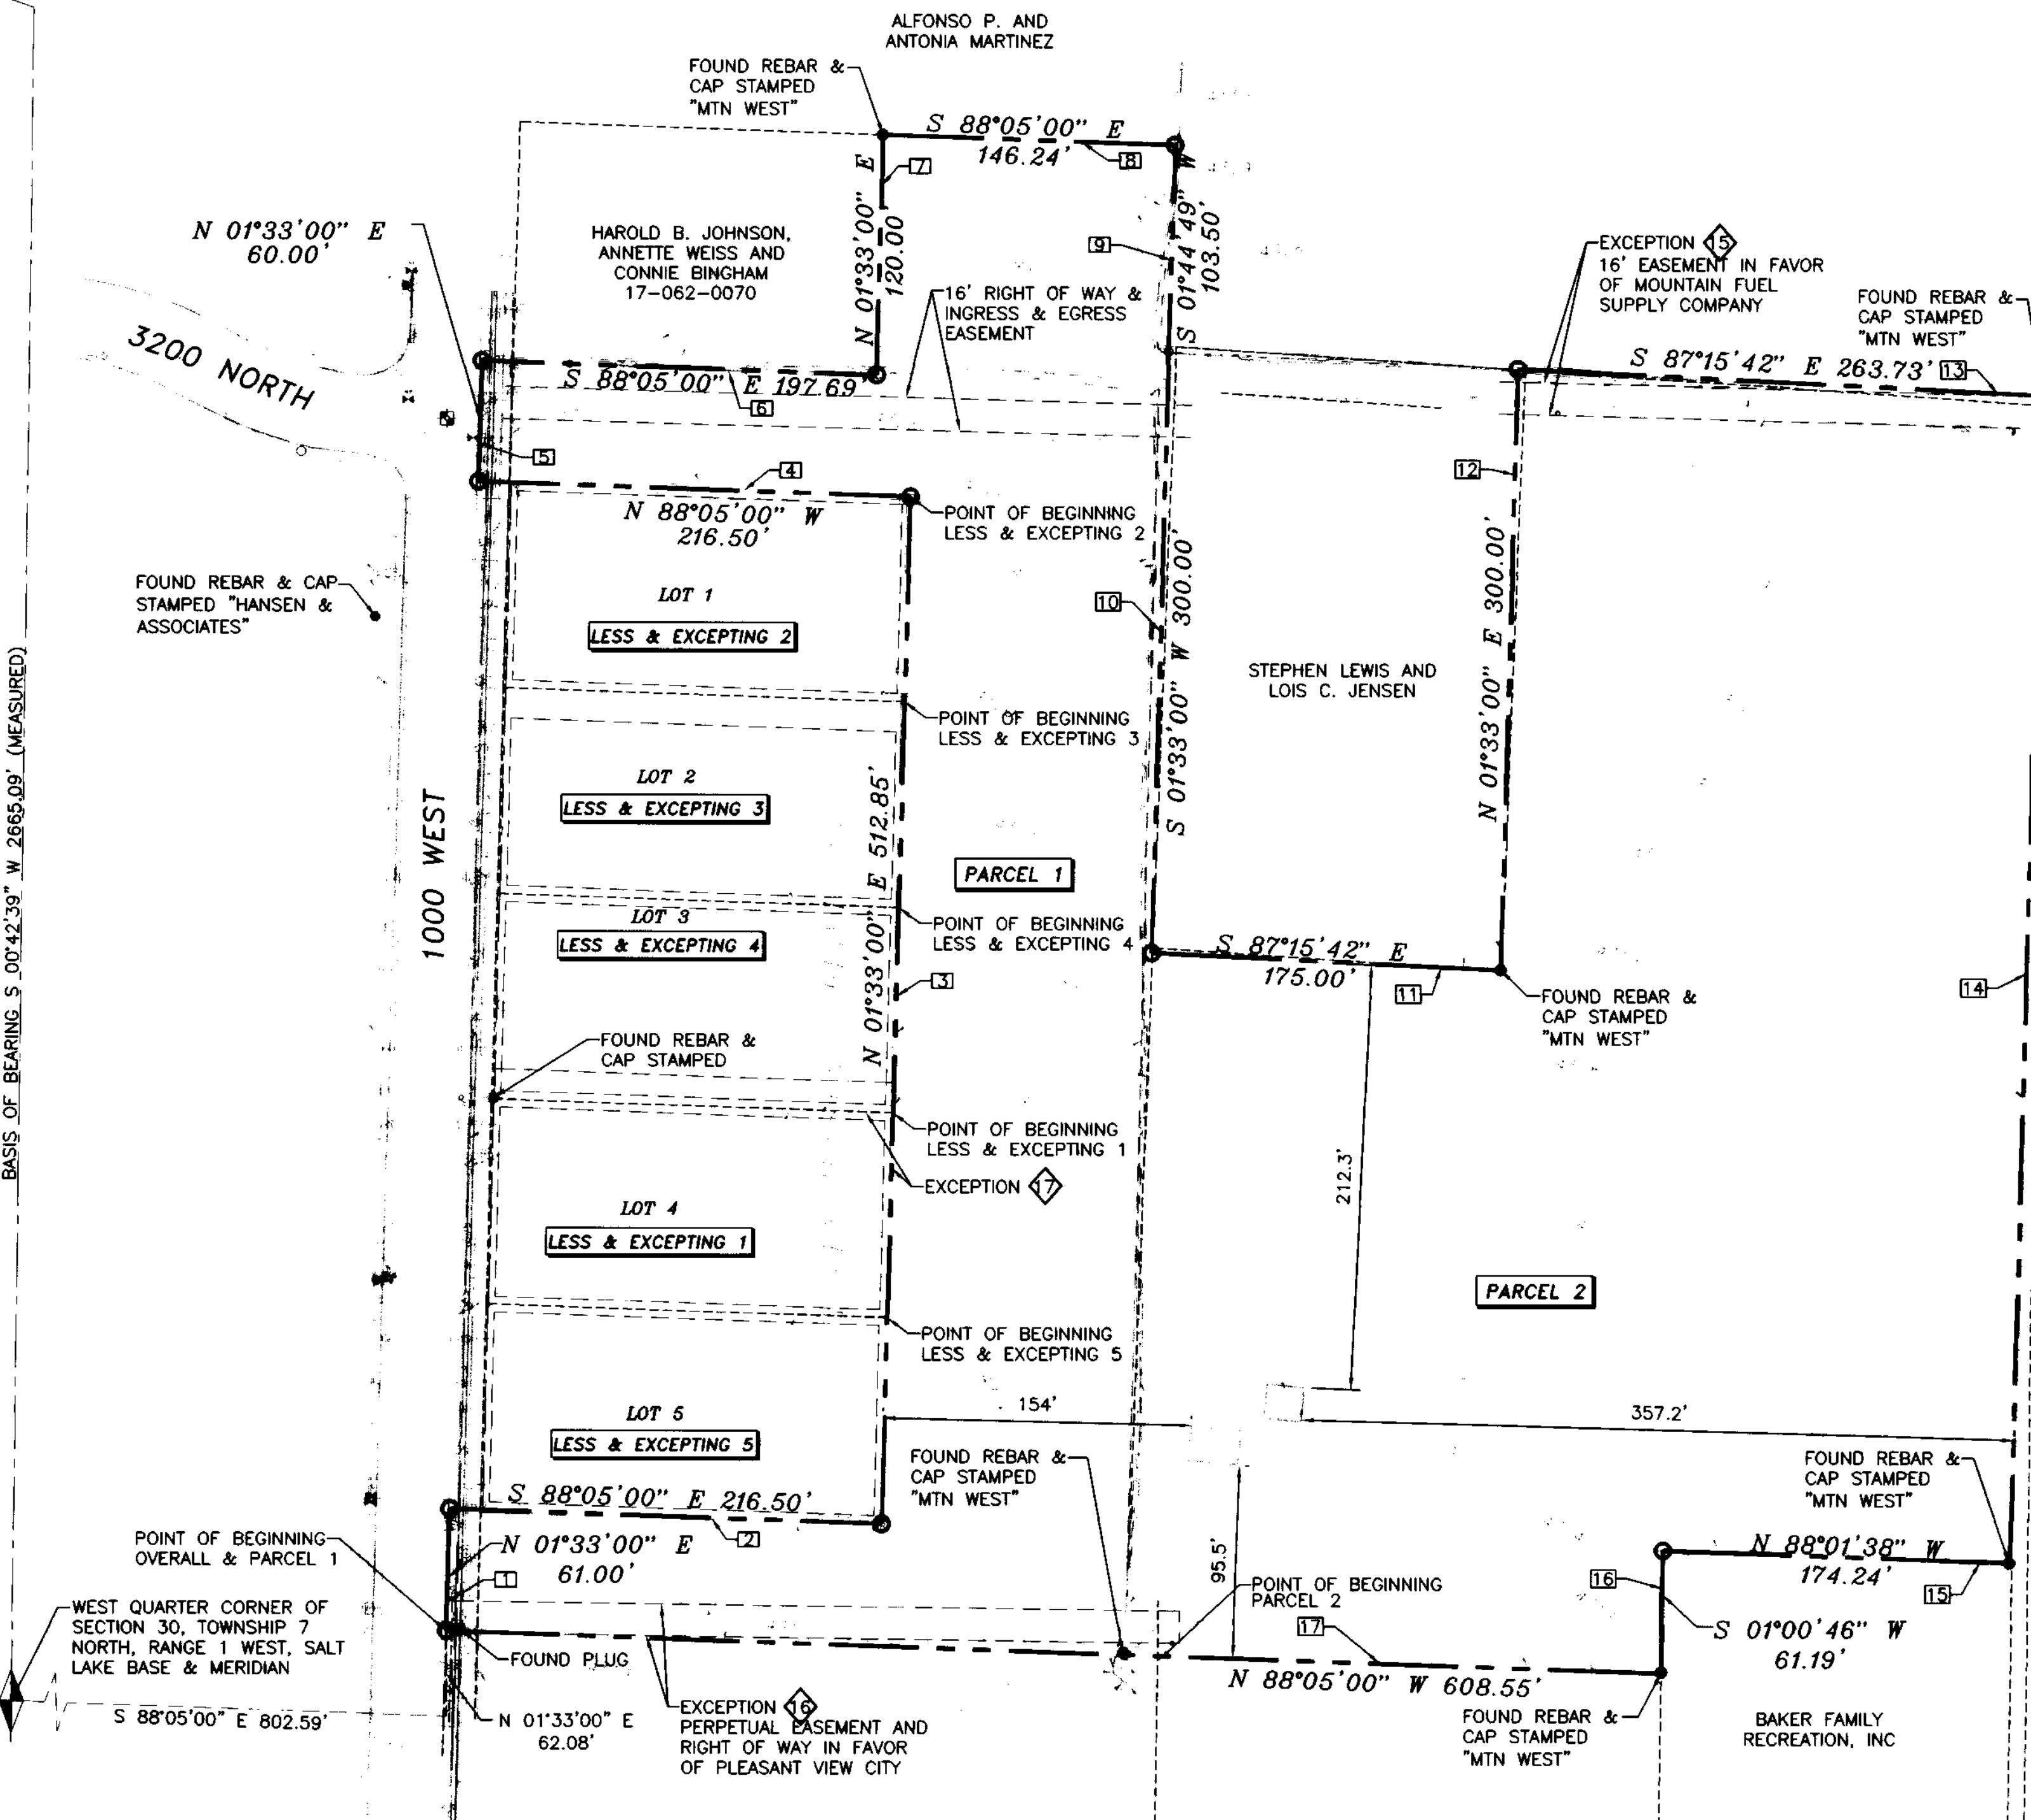 ALFONSO P. AND
ANTONIA MARTINEZ
FOUND REBAR &
CAP STAMPED
"MTN WEST"
S 88°05'00" E
146.24'
7
8
N 01°33'00" E
120.00'
S 01°44'49" W
103.50'
9
N 01°33'00" E
60.00'
HAROLD B. JOHNSON,
ANNETTE WEISS AND
CONNIE BINGHAM
17-062-0070
16' RIGHT OF WAY &
INGRESS & EGRESS
EASEMENT
EXCEPTION 15
16' EASEMENT IN FAVOR
OF MOUNTAIN FUEL
SUPPLY COMPANY
FOUND REBAR &
CAP STAMPED
"MTN WEST"
3200 NORTH
S 88°05'00" E 197.69'
6
S 87°15'42" E 263.73'
13
5
4
12
N 88°05'00" W
216.50'
POINT OF BEGINNING
LESS & EXCEPTING 2
FOUND REBAR & CAP
STAMPED "HANSEN &
ASSOCIATES"
LOT 1
LESS & EXCEPTING 2
10
S 01°33'00" W 300.00'
N 01°33'00" E 300.00'
STEPHEN LEWIS AND
LOIS C. JENSEN
POINT OF BEGINNING
LESS & EXCEPTING 3
LOT 2
LESS & EXCEPTING 3
BASIS OF BEARING S 00°42'39" W 2665.09' (MEASURED)
1000 WEST
N 01°33'00" E 512.85'
PARCEL 1
LOT 3
LESS & EXCEPTING 4
POINT OF BEGINNING
LESS & EXCEPTING 4
S 87°15'42" E
175.00'
3
11
14
FOUND REBAR &
CAP STAMPED
"MTN WEST"
FOUND REBAR &
CAP STAMPED
POINT OF BEGINNING
LESS & EXCEPTING 1
EXCEPTION 17
212.3'
LOT 4
LESS & EXCEPTING 1
PARCEL 2
POINT OF BEGINNING
LESS & EXCEPTING 5
154'
357.2'
LOT 5
LESS & EXCEPTING 5
FOUND REBAR &
CAP STAMPED
"MTN WEST"
FOUND REBAR &
CAP STAMPED
"MTN WEST"
S 88°05'00" E 216.50'
2
POINT OF BEGINNING
OVERALL & PARCEL 1
N 01°33'00" E
61.00'
1
95.5'
POINT OF BEGINNING
PARCEL 2
16
N 88°01'38" W
174.24'
15
WEST QUARTER CORNER OF
SECTION 30, TOWNSHIP 7
NORTH, RANGE 1 WEST, SALT
LAKE BASE & MERIDIAN
17
S 01°00'46" W
61.19'
FOUND PLUG
N 88°05'00" W 608.55'
S 88°05'00" E 802.59'
N 01°33'00" E
62.08'
EXCEPTION 16
PERPETUAL EASEMENT AND
RIGHT OF WAY IN FAVOR
OF PLEASANT VIEW CITY
FOUND REBAR &
CAP STAMPED
"MTN WEST"
BAKER FAMILY
RECREATION, INC